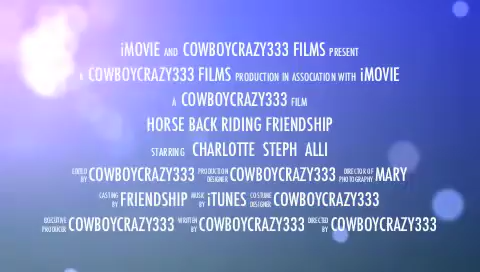 iMOVIE AND COWBOYCRAZY333 FILMS PRESENT
A COWBOYCRAZY333 FILMS PRODUCTION IN ASSOCIATION WITH iMOVIE
A COWBOYCRAZY333 FILM
HORSE BACK RIDING FRIENDSHIP
STARRING CHARLOTTE STEPH ALLI
EDITED BY COWBOYCRAZY333 PRODUCTION DESIGNER COWBOYCRAZY333 DIRECTOR OF PHOTOGRAPHY MARY
CASTING BY FRIENDSHIP MUSIC BY iTUNES COSTUME DESIGNER COWBOYCRAZY333
EXECUTIVE PRODUCER COWBOYCRAZY333 WRITTEN BY COWBOYCRAZY333 DIRECTED BY COWBOYCRAZY333